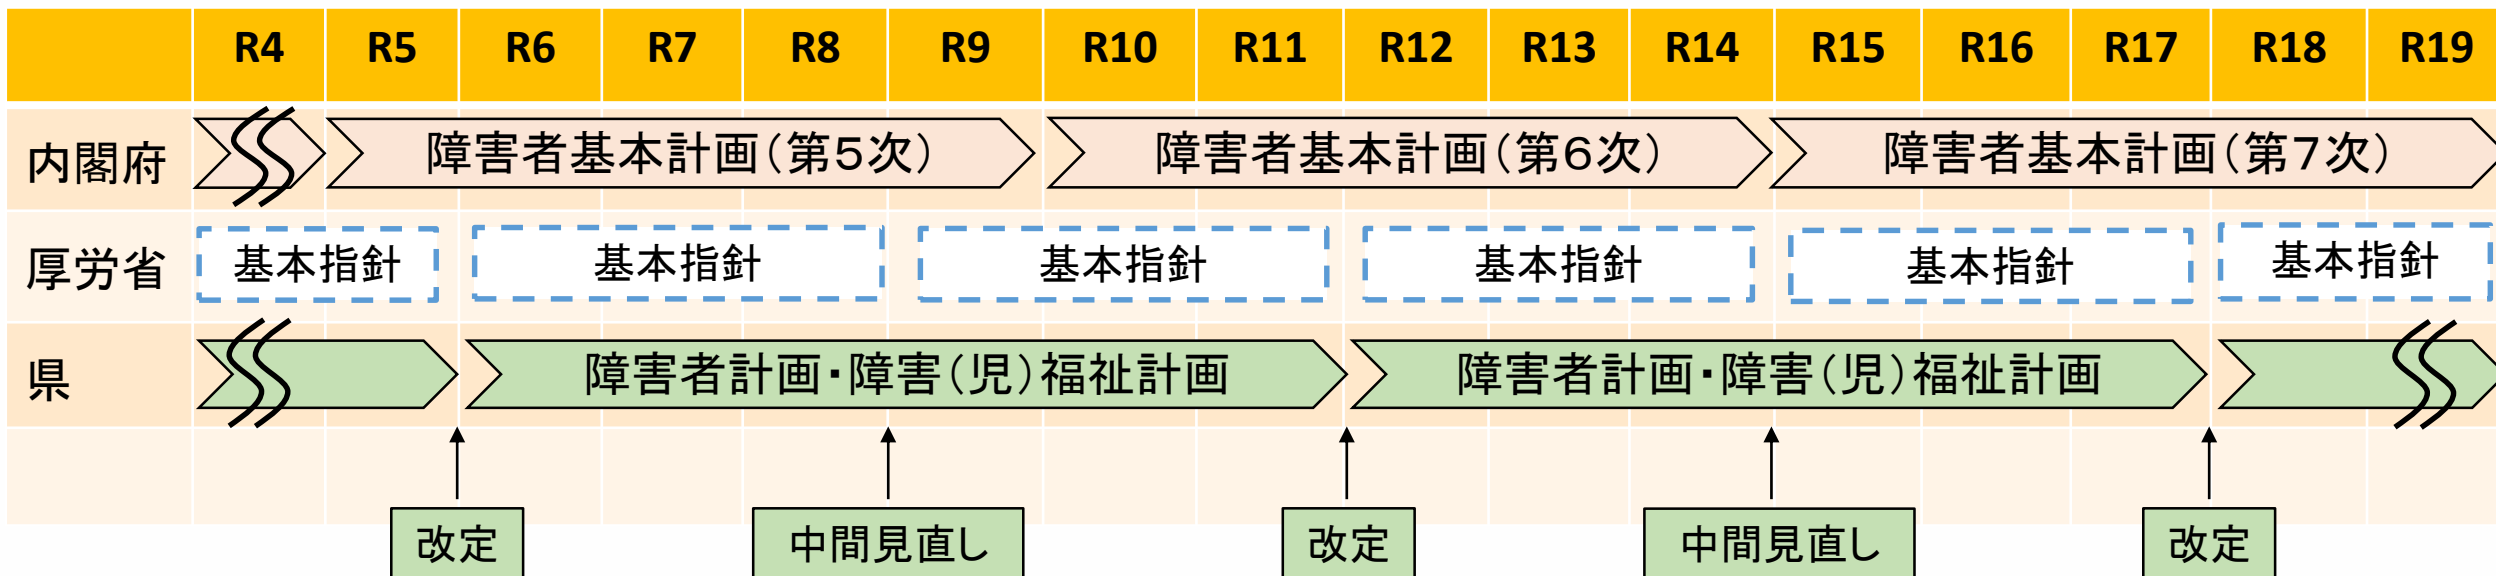 R4 R5 R6 R7 R8 R9 R10 R11 R12 R13 R14 R15 R16 R17 R18 R19
内閣府 障害者基本計画(第5次) 障害者基本計画(第6次) 障害者基本計画(第7次)
厚労省 基本指針 基本指針 基本指針 基本指針 基本指針 基本指針
県 障害者計画・障害(児)福祉計画 障害者計画・障害(児)福祉計画
改定 中間見直し 改定 中間見直し 改定